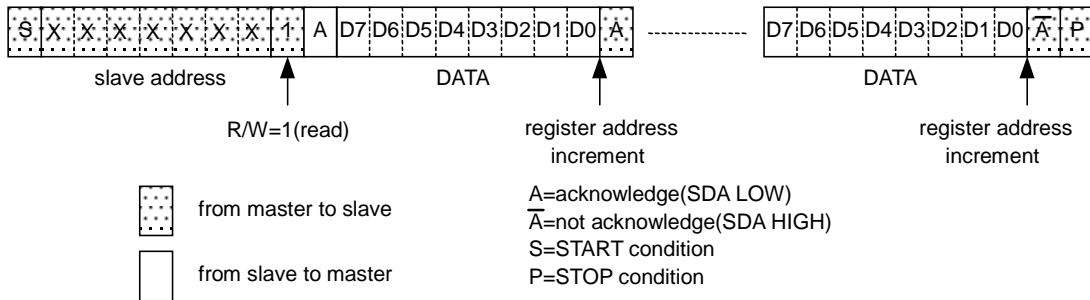 S X X X X X X X 1 A D7 D6 D5 D4 D3 D2 D1 D0 A D7 D6 D5 D4 D3 D2 D1 D0 A̅ P
slave address DATA DATA
R/W=1(read) register address register address
increment increment
A=acknowledge(SDA LOW)
from master to slave
A̅=not acknowledge(SDA HIGH)
S=START condition
from slave to master
P=STOP condition